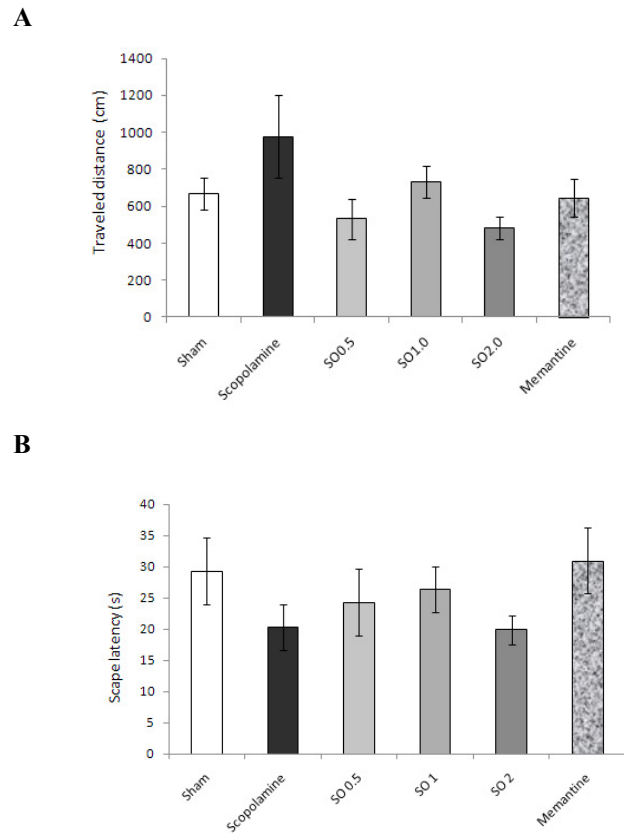 A
1400
1200
1000
800
600
400
200
0
Traveled distance (cm)
Sham
Scopolamine
SO0.5
SO1.0
SO2.0
Memantine
B
40
35
30
25
20
15
10
5
0
Scape latency (s)
Sham
Scopolamine
SO 0.5
SO 1
SO 2
Memantine